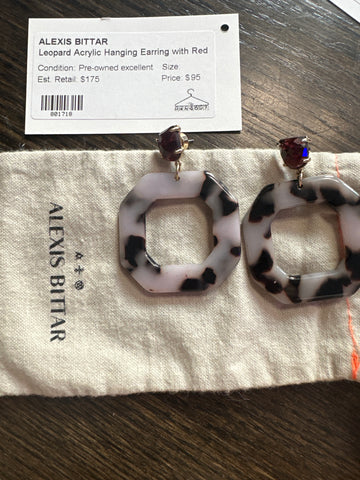 ALEXIS BITTAR
Leopard Acrylic Hanging Earring with Red
Condition: Pre-owned excellent Size:
Est. Retail: $175 Price: $95
001718
ALEXIS BITTAR